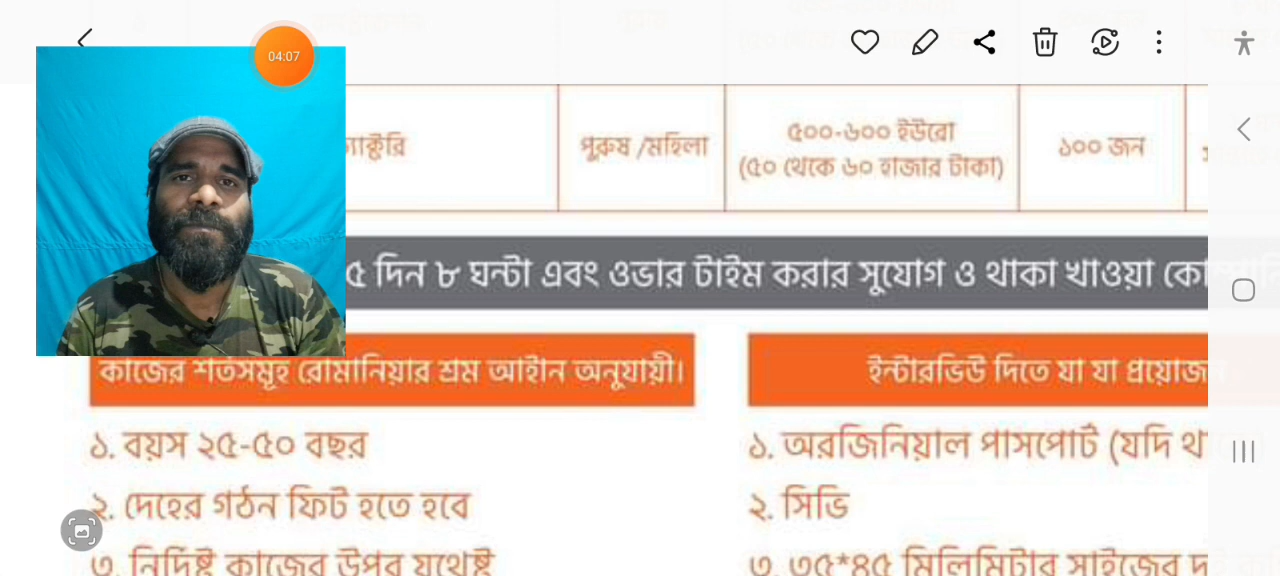 04:07
পুরুষ /মহিলা
৫০০-৬০০ ইউরো
(৫০ থেকে ৬০ হাজার টাকা)
১০০ জন
৫ দিন ৮ ঘন্টা এবং ওভার টাইম করার সুযোগ ও থাকা খাওয়া
কাজের শর্তসমূহ রোমানিয়ার শ্রম আইান অনুযায়ী।
১. বয়স ২৫-৫০ বছর
২. দেহের গঠন ফিট হতে হবে
৩. নির্দিষ্ট কাজের উপর যথেষ্ট
ইন্টারভিউ দিতে যা যা প্রয়োজন
১. অরজিনিয়াল পাসপোর্ট (যদি
২. সিভি
৩. ৩৫*৪৫ মিলিমিটার সাইজের